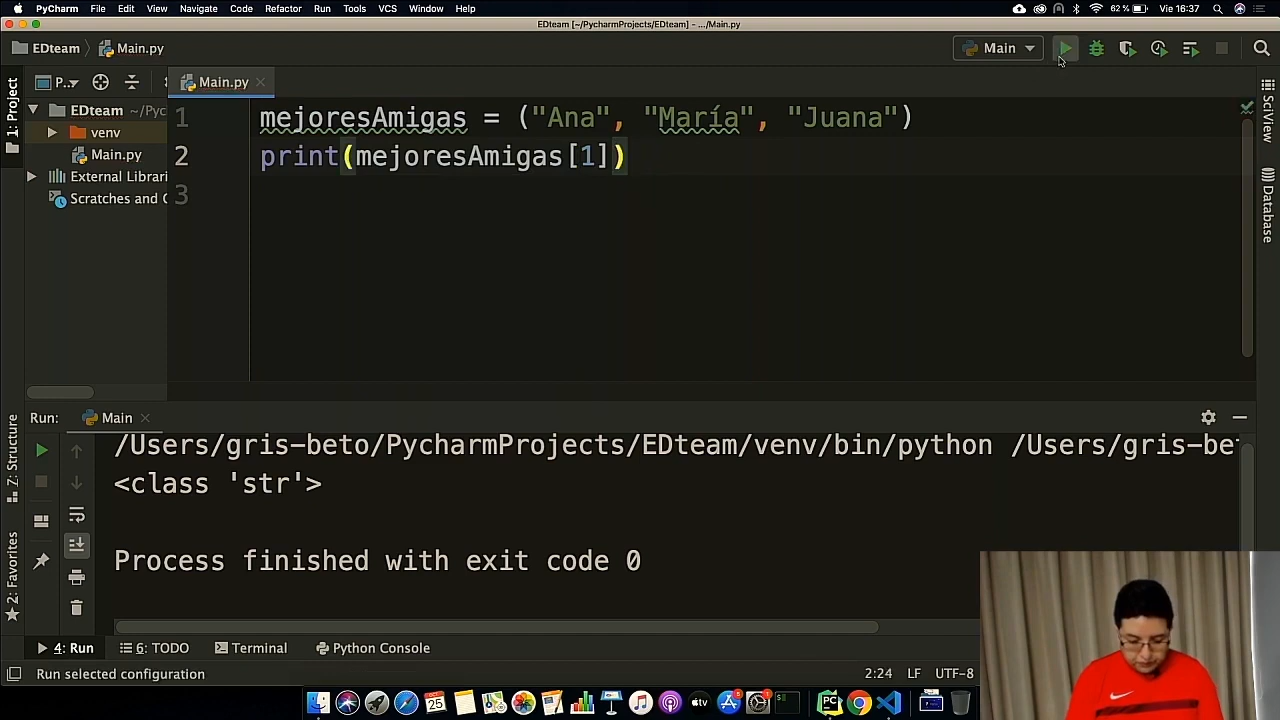 PyCharm File Edit View Navigate Code Refactor Run Tools VCS Window Help 62 % Vie 16:37
EDteam [~/PycharmProjects/EDteam] - .../Main.py
EDteam Main.py Main
1: Project
P..
Main.py
EDteam ~/Pyc
venv
Main.py
External Librari
Scratches and C
1 mejoresAmigas = ("Ana", "María", "Juana")
2 print(mejoresAmigas[1])
3
SciView
Database
Run: Main
/Users/gris-beto/PycharmProjects/EDteam/venv/bin/python /Users/gris-be
<class 'str'>
Process finished with exit code 0
Z: Structure
2: Favorites
4: Run 6: TODO Terminal Python Console
Run selected configuration 2:24 LF UTF-8
OCT
25
tv
PC